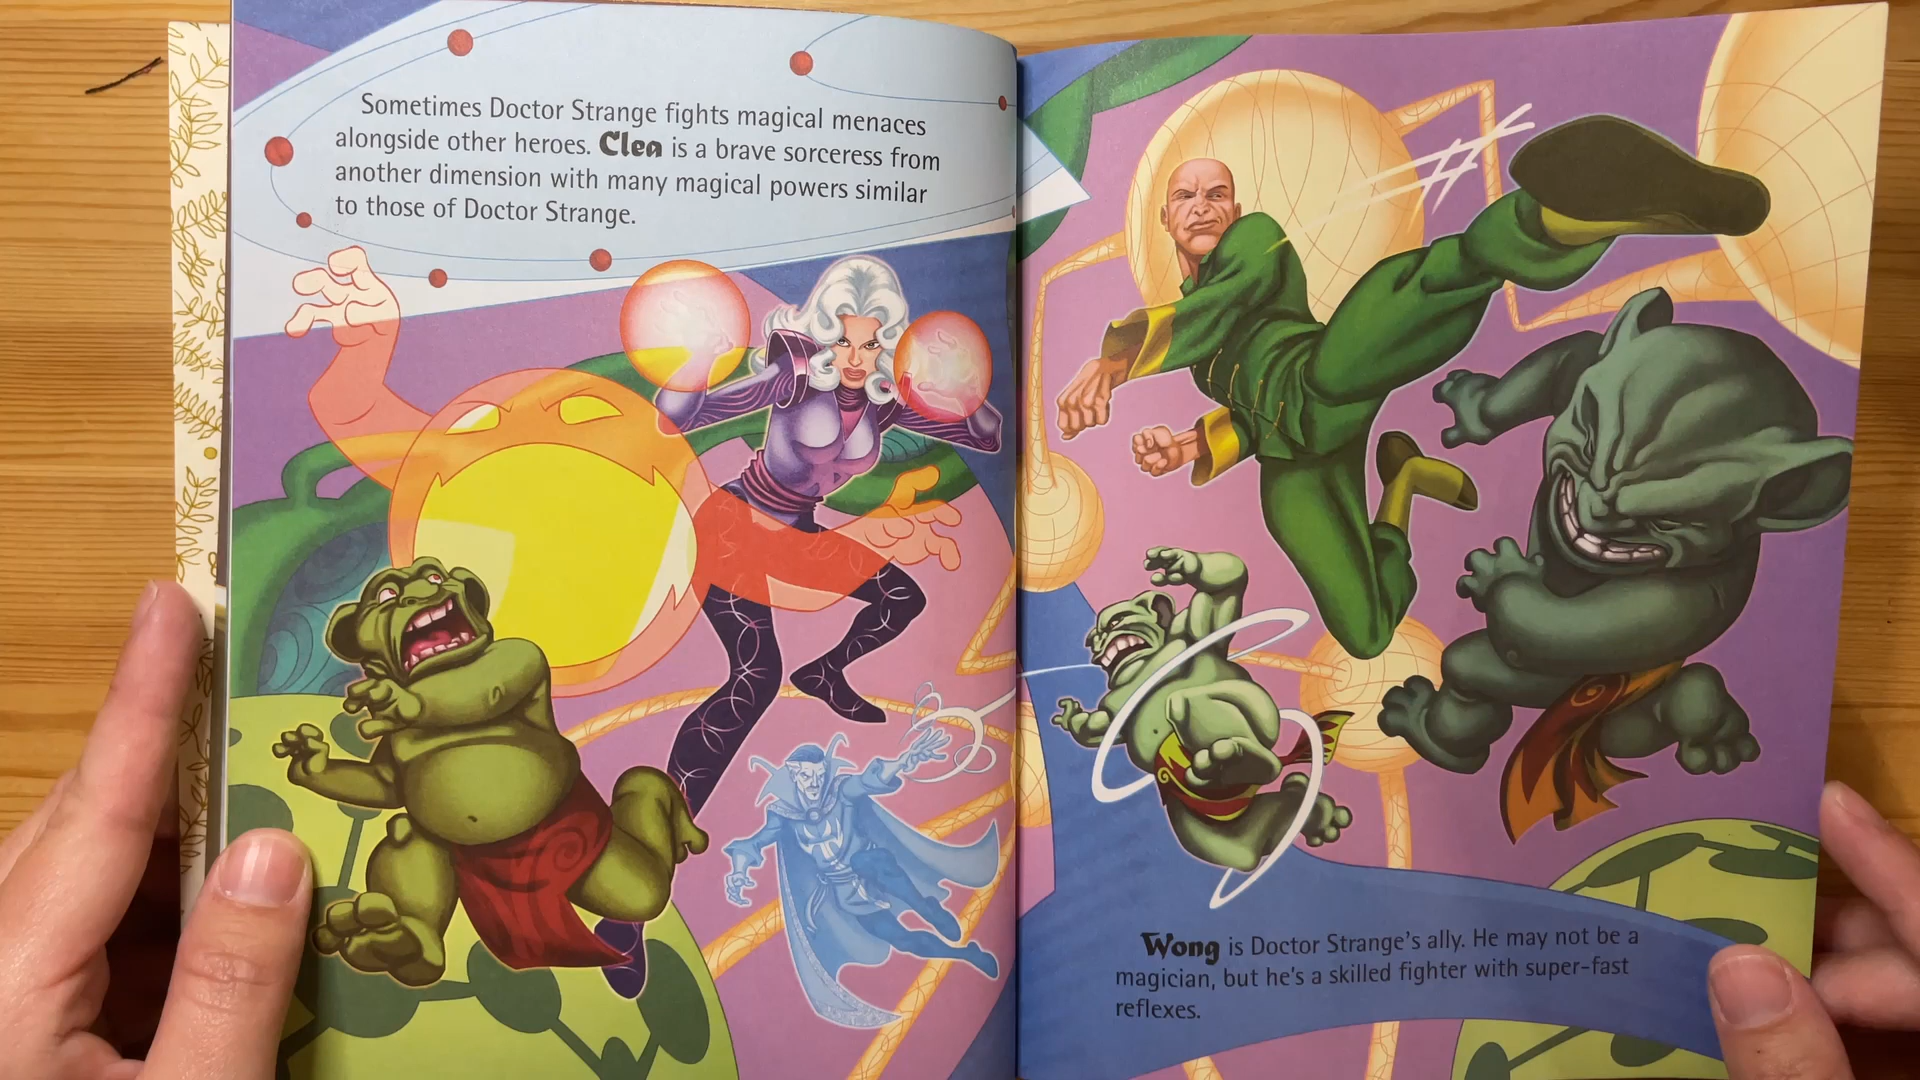 Sometimes Doctor Strange fights magical menaces
alongside other heroes. Clea is a brave sorceress from
another dimension with many magical powers similar
to those of Doctor Strange.
Wong is Doctor Strange's ally. He may not be a
magician, but he's a skilled fighter with super-fast
reflexes.